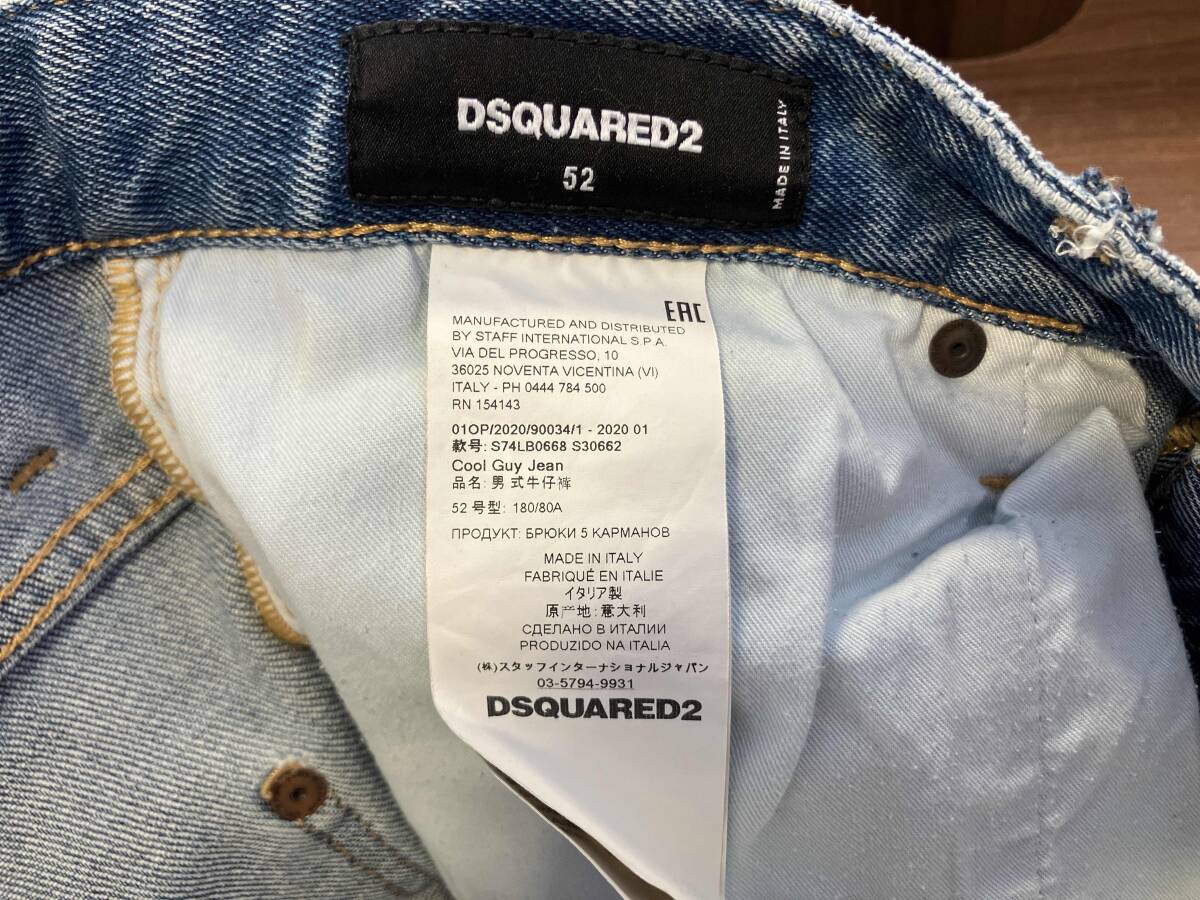 DSQUARED2
52
MADE IN ITALY
EAC
MANUFACTURED AND DISTRIBUTED
BY STAFF INTERNATIONAL S.P.A.
VIA DEL PROGRESSO, 10
36025 NOVENTA VICENTINA (VI)
ITALY - PH 0444 784 500
RN 154143
01OP/2020/90034/1 - 2020 01
款号: S74LB0668 S30662
Cool Guy Jean
品名: 男式牛仔裤
52 号型: 180/80A
ПРОДУКТ: БРЮКИ 5 КАРМАНОВ
MADE IN ITALY
FABRIQUÉ EN ITALIE
イタリア製
原产地: 意大利
СДЕЛАНО В ИТАЛИИ
PRODUZIDO NA ITALIA
(株)スタッフインターナショナルジャパン
03-5794-9931
DSQUARED2